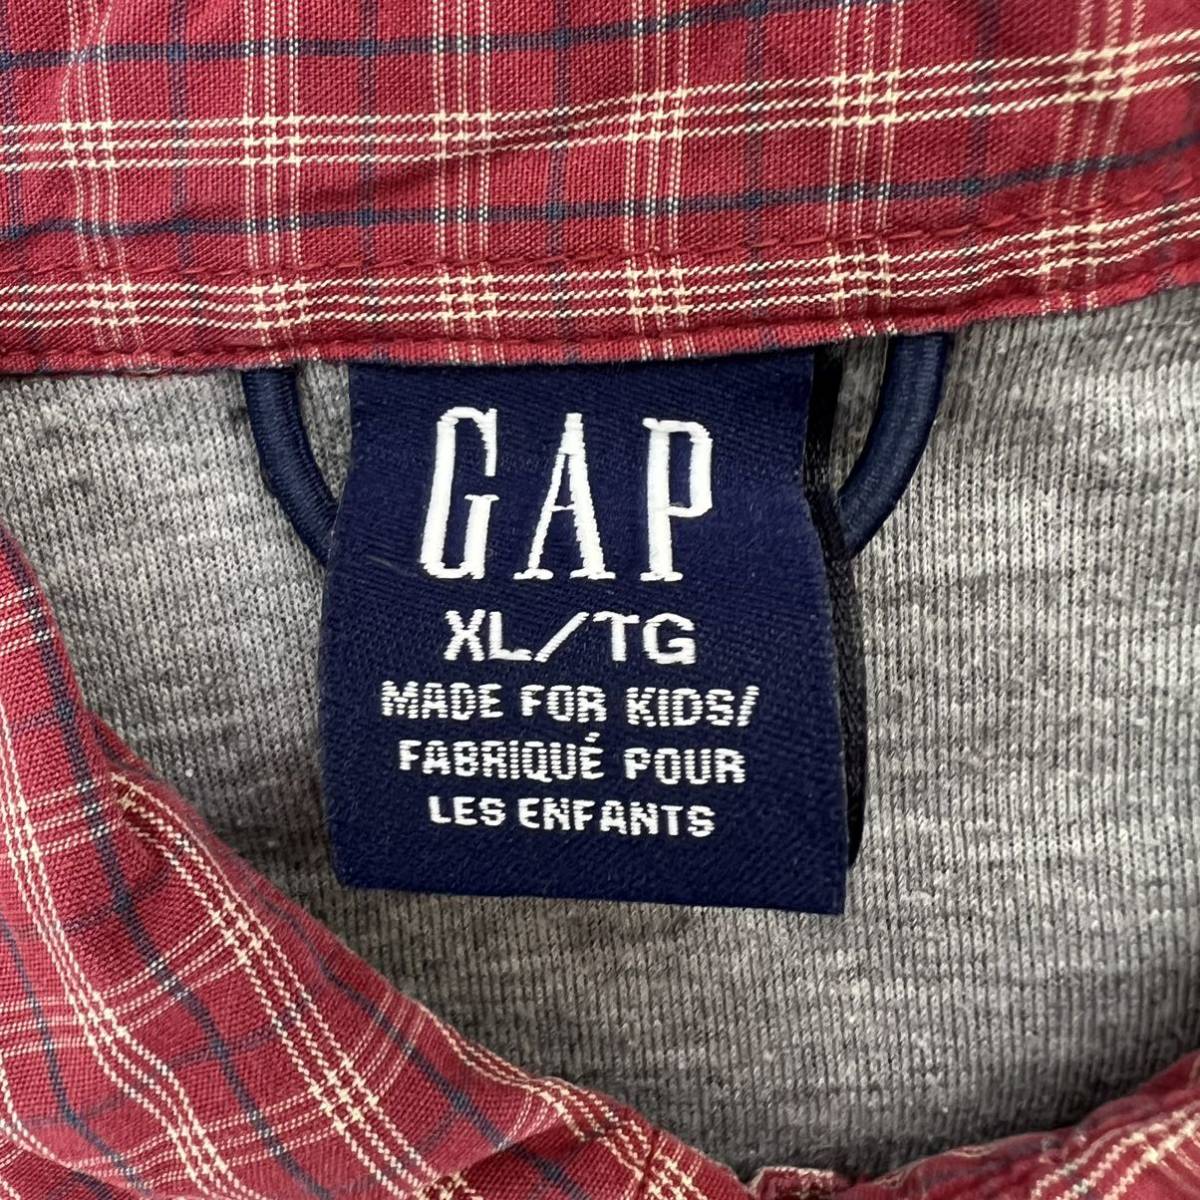 GAP
XL/TG
MADE FOR KIDS/
FABRIQUÉ POUR
LES ENFANTS